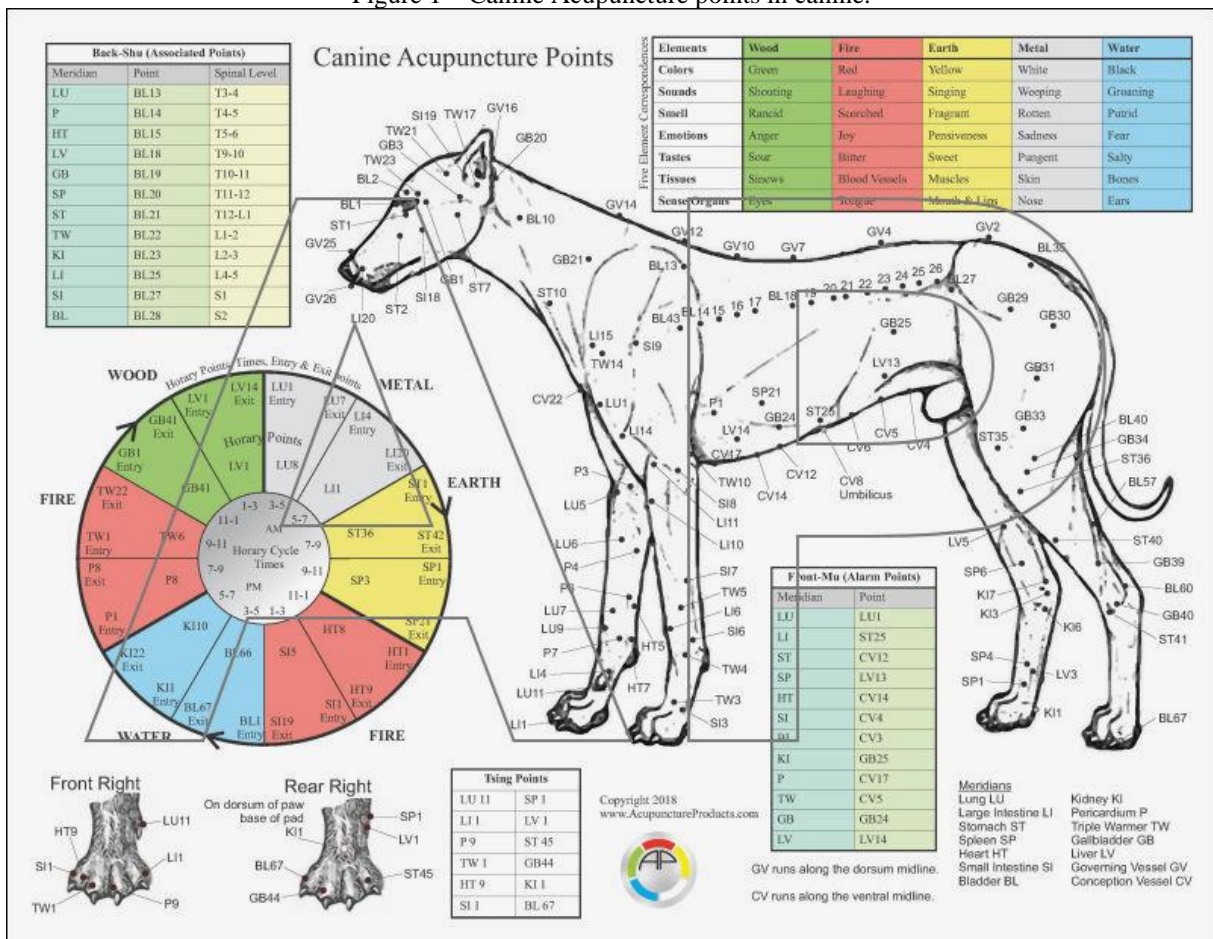 Figure 1 – Canine Acupuncture points in canine.
Canine Acupuncture Points
Back-Shu (Associated Points)
Meridian Point Spinal Level
LU BL13 T3-4
P BL14 T4-5
HT BL15 T5-6
LV BL18 T9-10
GB BL19 T10-11
SP BL20 T11-12
ST BL21 T12-L1
TW BL22 L1-2
KI BL23 L2-3
LI BL25 L4-5
SI BL27 S1
BL BL28 S2
Five Element Correspondences
Elements Wood Fire Earth Metal Water
Colors Green Red Yellow White Black
Sounds Shouting Laughing Singing Weeping Groaning
Smell Rancid Scorched Fragrant Rotten Putrid
Emotions Anger Joy Pensiveness Sadness Fear
Tastes Sour Bitter Sweet Pungent Salty
Tissues Sinews Blood Vessels Muscles Skin Bones
Sense Organs Eyes Tongue Mouth & Lips Nose Ears
GV16
TW17
SI19
TW21
GB3
TW23
BL2
BL1
ST1
GV25
GV26
LI20
ST2
SI18
GB1
ST7
GB20
BL10
GV14
GV12
GV10
GV7
GV4
GV2
BL35
GB21
BL13
ST10
BL43
BL14
15
16
17
BL18
19
20
21
22
23
24
25
26
BL27
GB29
GB30
GB25
GB31
LI15
TW14
SI9
LV13
CV22
LU1
P1
SP21
GB24
ST25
GB33
BL40
GB34
ST36
BL57
LI14
LV14
CV17
TW10
CV14
CV12
CV8
Umbilicus
CV6
CV5
CV4
ST35
P3
LU5
SI8
LI11
LI10
LU6
P4
LV5
ST40
GB39
SP6
KI7
KI3
KI6
BL60
GB40
ST41
SI7
TW5
LI6
SI6
LU7
LU9
P7
HT5
TW4
LI4
LU11
HT7
TW3
SI3
LI1
SP4
SP1
LV3
KI1
BL67
WOOD
METAL
EARTH
FIRE
WATER
FIRE
Horary Points, Times, Entry & Exit points
LV14
Exit
LU1
Entry
LU7
Exit
LI4
Entry
LI20
Exit
ST1
Entry
ST42
Exit
SP1
Entry
SP21
Exit
HT1
Entry
HT9
Exit
SI1
Entry
SI19
Exit
BL1
Entry
BL67
Exit
KI1
Entry
KI22
Exit
P1
Entry
P8
Exit
TW1
Entry
TW22
Exit
GB1
Entry
GB41
Exit
LV1
Entry
Horary Points
LV1
LU8
LI1
ST36
SP3
HT8
SI5
BL66
KI10
P8
TW6
GB41
1-3
3-5
5-7
AM
7-9
9-11
11-1
Horary Cycle
Times
PM
1-3
3-5
5-7
7-9
9-11
11-1
Front-Mu (Alarm Points)
Meridian Point
LU LU1
LI ST25
ST CV12
SP LV13
HT CV14
SI CV4
CV3
KI GB25
P CV17
TW CV5
GB GB24
LV LV14
Front Right
HT9
SI1
TW1
P9
LI1
LU11
Rear Right
On dorsum of paw
base of pad
KI1
BL67
GB44
SP1
LV1
ST45
Tsing Points
LU 11 SP 1
LI 1 LV 1
P 9 ST 45
TW 1 GB44
HT 9 KI 1
SI 1 BL 67
Copyright 2018
www.AcupunctureProducts.com
GV runs along the dorsum midline.
CV runs along the ventral midline.
Meridians
Lung LU
Large Intestine LI
Stomach ST
Spleen SP
Heart HT
Small Intestine SI
Bladder BL
Kidney KI
Pericardium P
Triple Warmer TW
Gallbladder GB
Liver LV
Governing Vessel GV
Conception Vessel CV